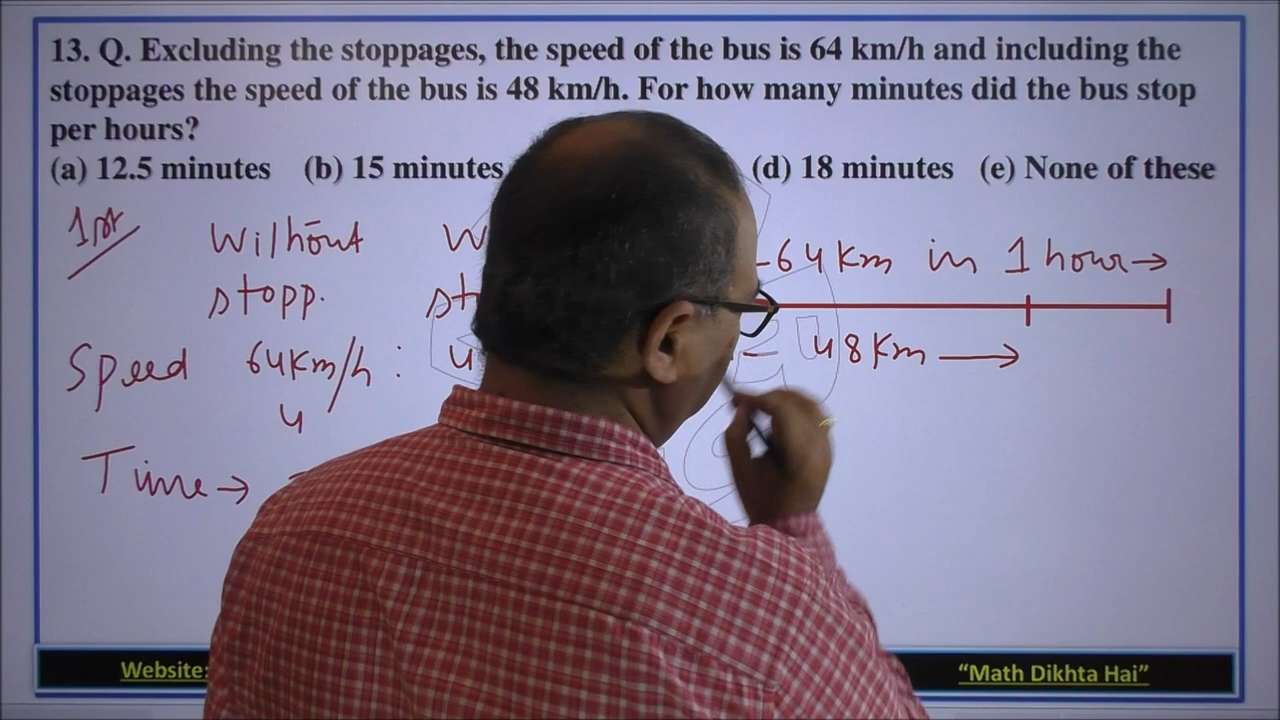 13. Q. Excluding the stoppages, the speed of the bus is 64 km/h and including the
stoppages the speed of the bus is 48 km/h. For how many minutes did the bus stop
per hours?
(a) 12.5 minutes (b) 15 minutes (d) 18 minutes (e) None of these
1st
Without
stopp.
64 Km in 1 hour→
48 Km →
Speed 64Km/h :
4
Time →
Website:
“Math Dikhta Hai”